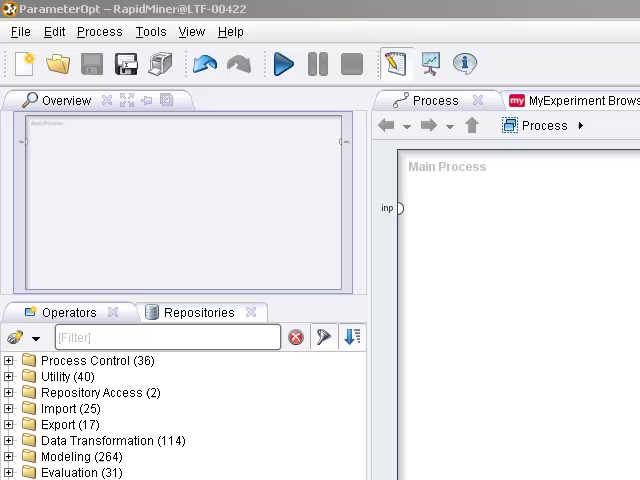 ParameterOpt – RapidMiner@LTF-00422
File Edit Process Tools View Help
Overview
Process
my MyExperiment Brows
Main Process
Process
Main Process
inp
Operators
Repositories
[Filter]
Process Control (36)
Utility (40)
Repository Access (2)
Import (25)
Export (17)
Data Transformation (114)
Modeling (264)
Evaluation (31)